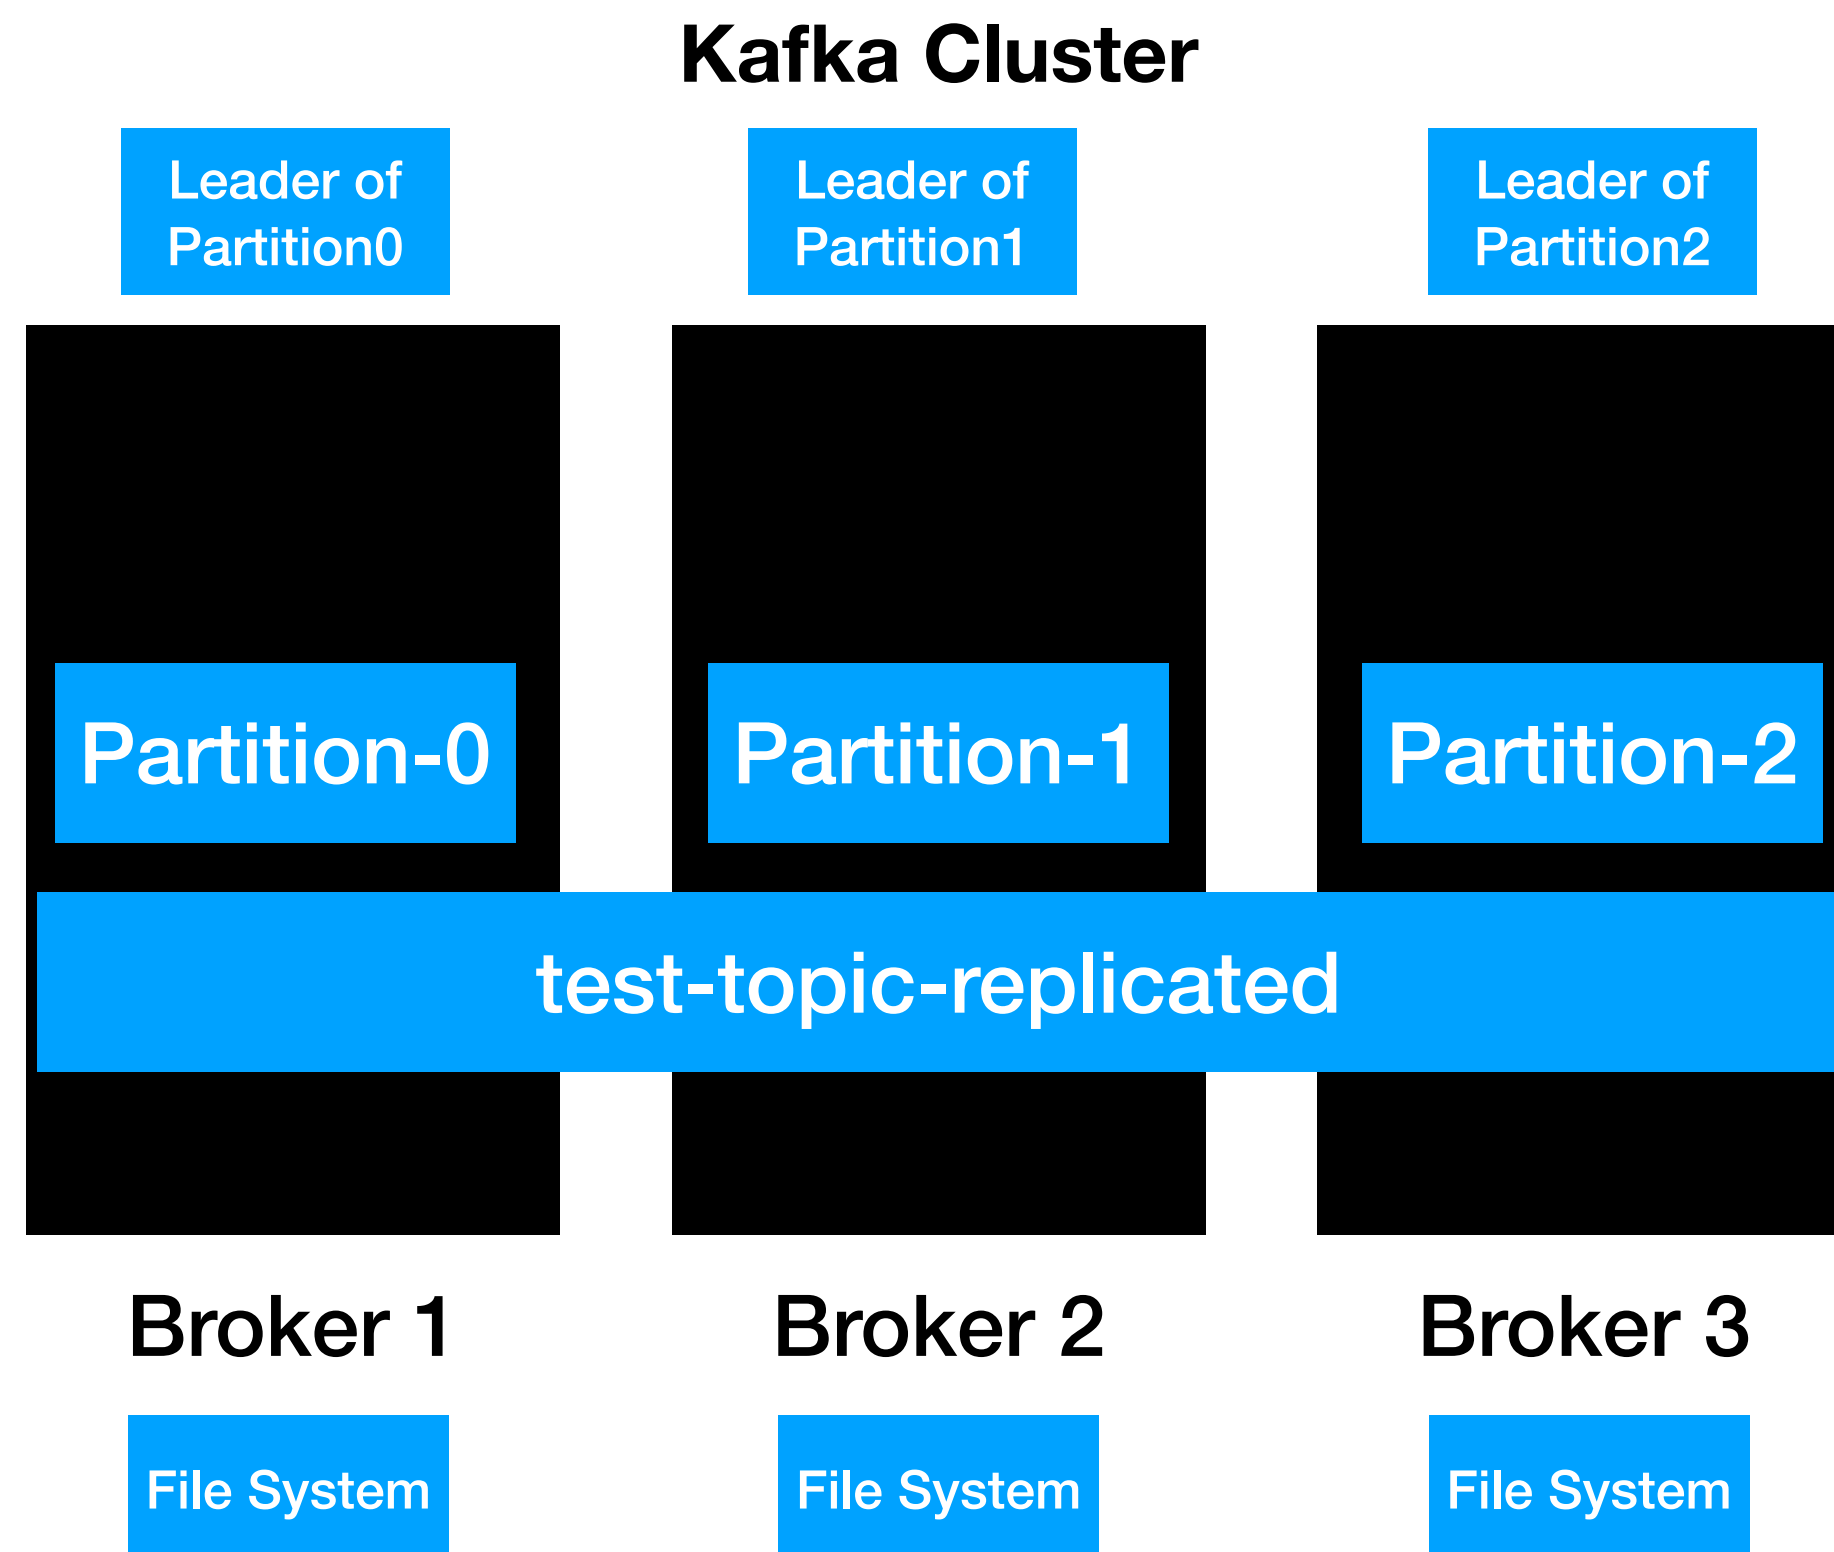 Kafka Cluster
Leader of
Partition0
Leader of
Partition1
Leader of
Partition2
Partition-0
Partition-1
Partition-2
test-topic-replicated
Broker 1
Broker 2
Broker 3
File System
File System
File System